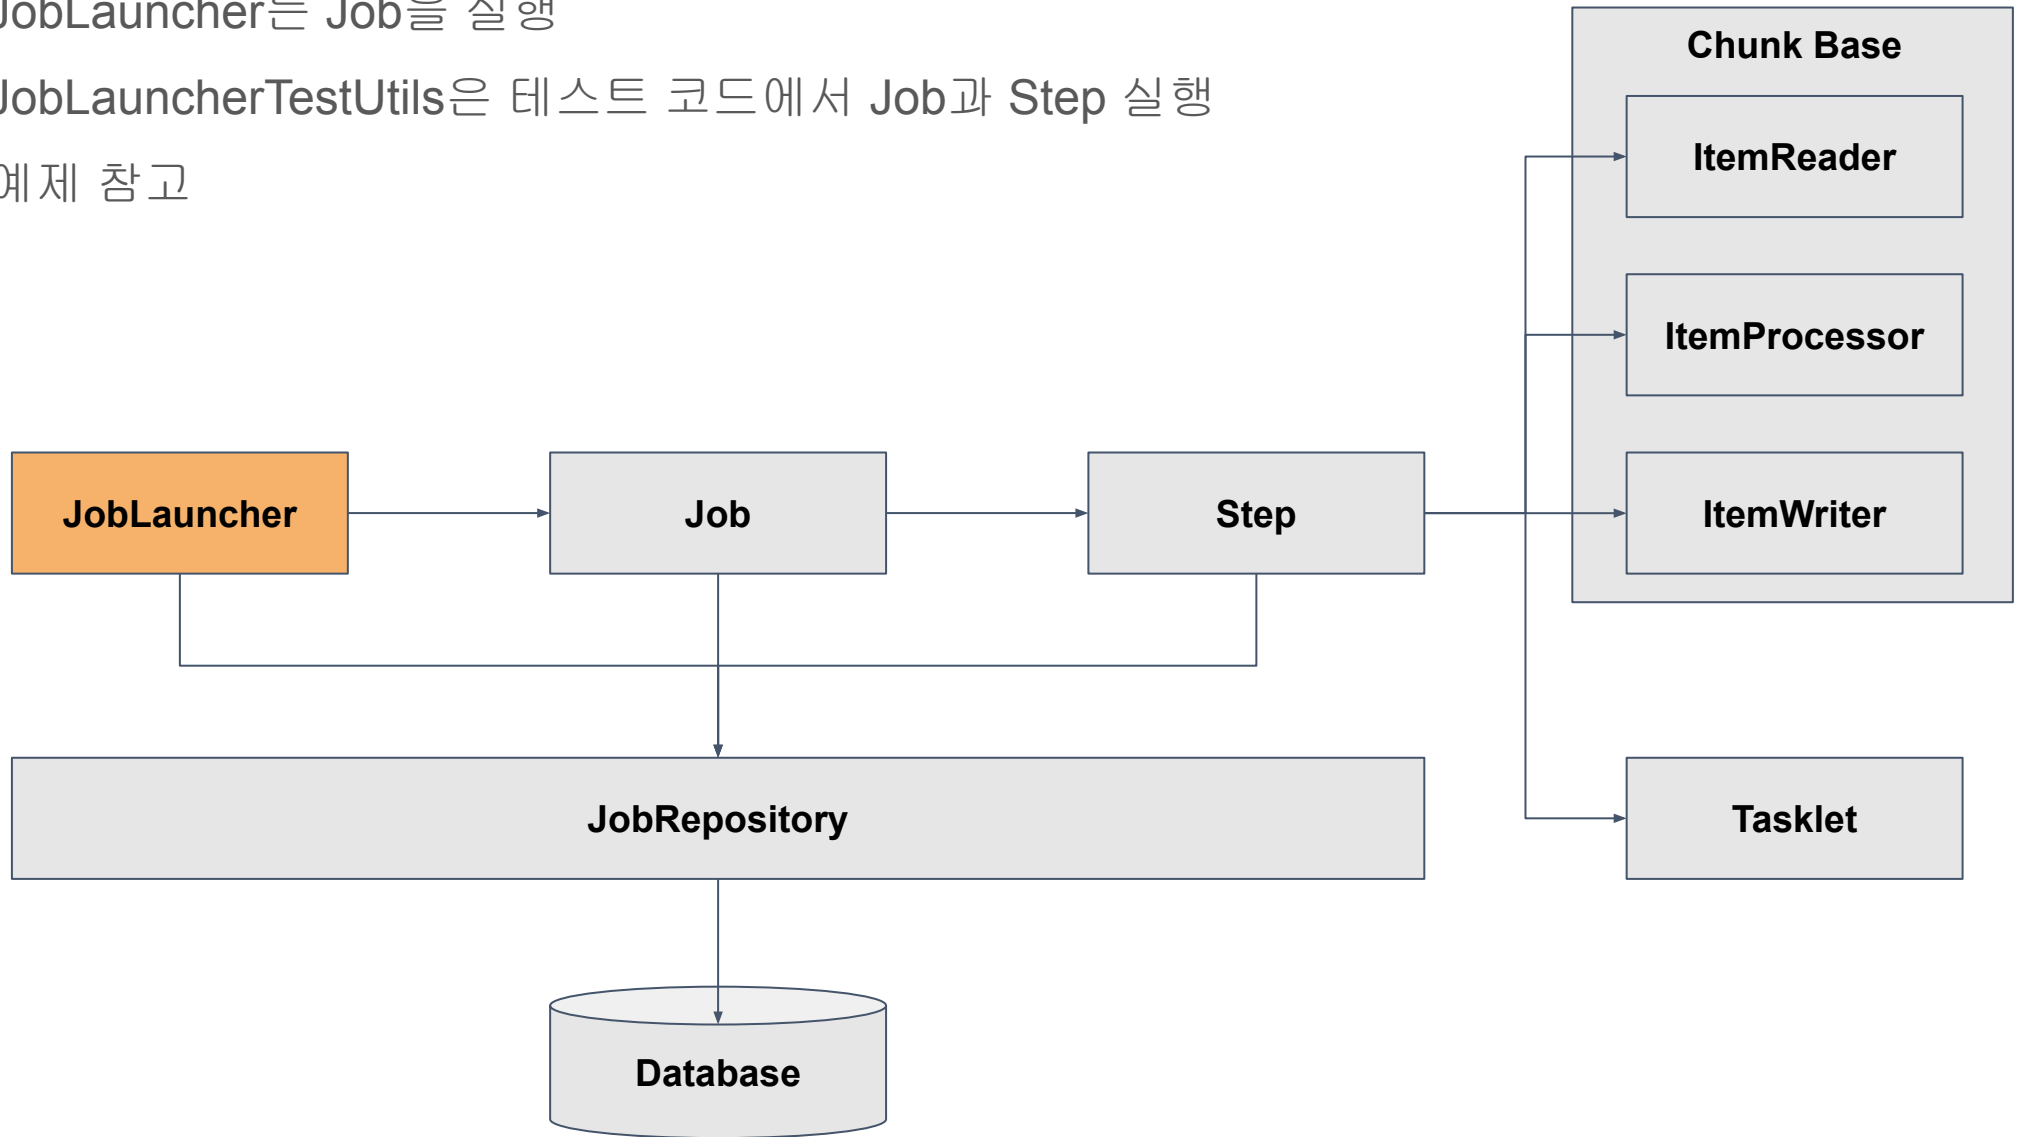 JobLauncher는 Job을 실행
JobLauncherTestUtils은 테스트 코드에서 Job과 Step 실행
예제 참고
Chunk Base
ItemReader
ItemProcessor
JobLauncher
Job
Step
ItemWriter
JobRepository
Tasklet
Database